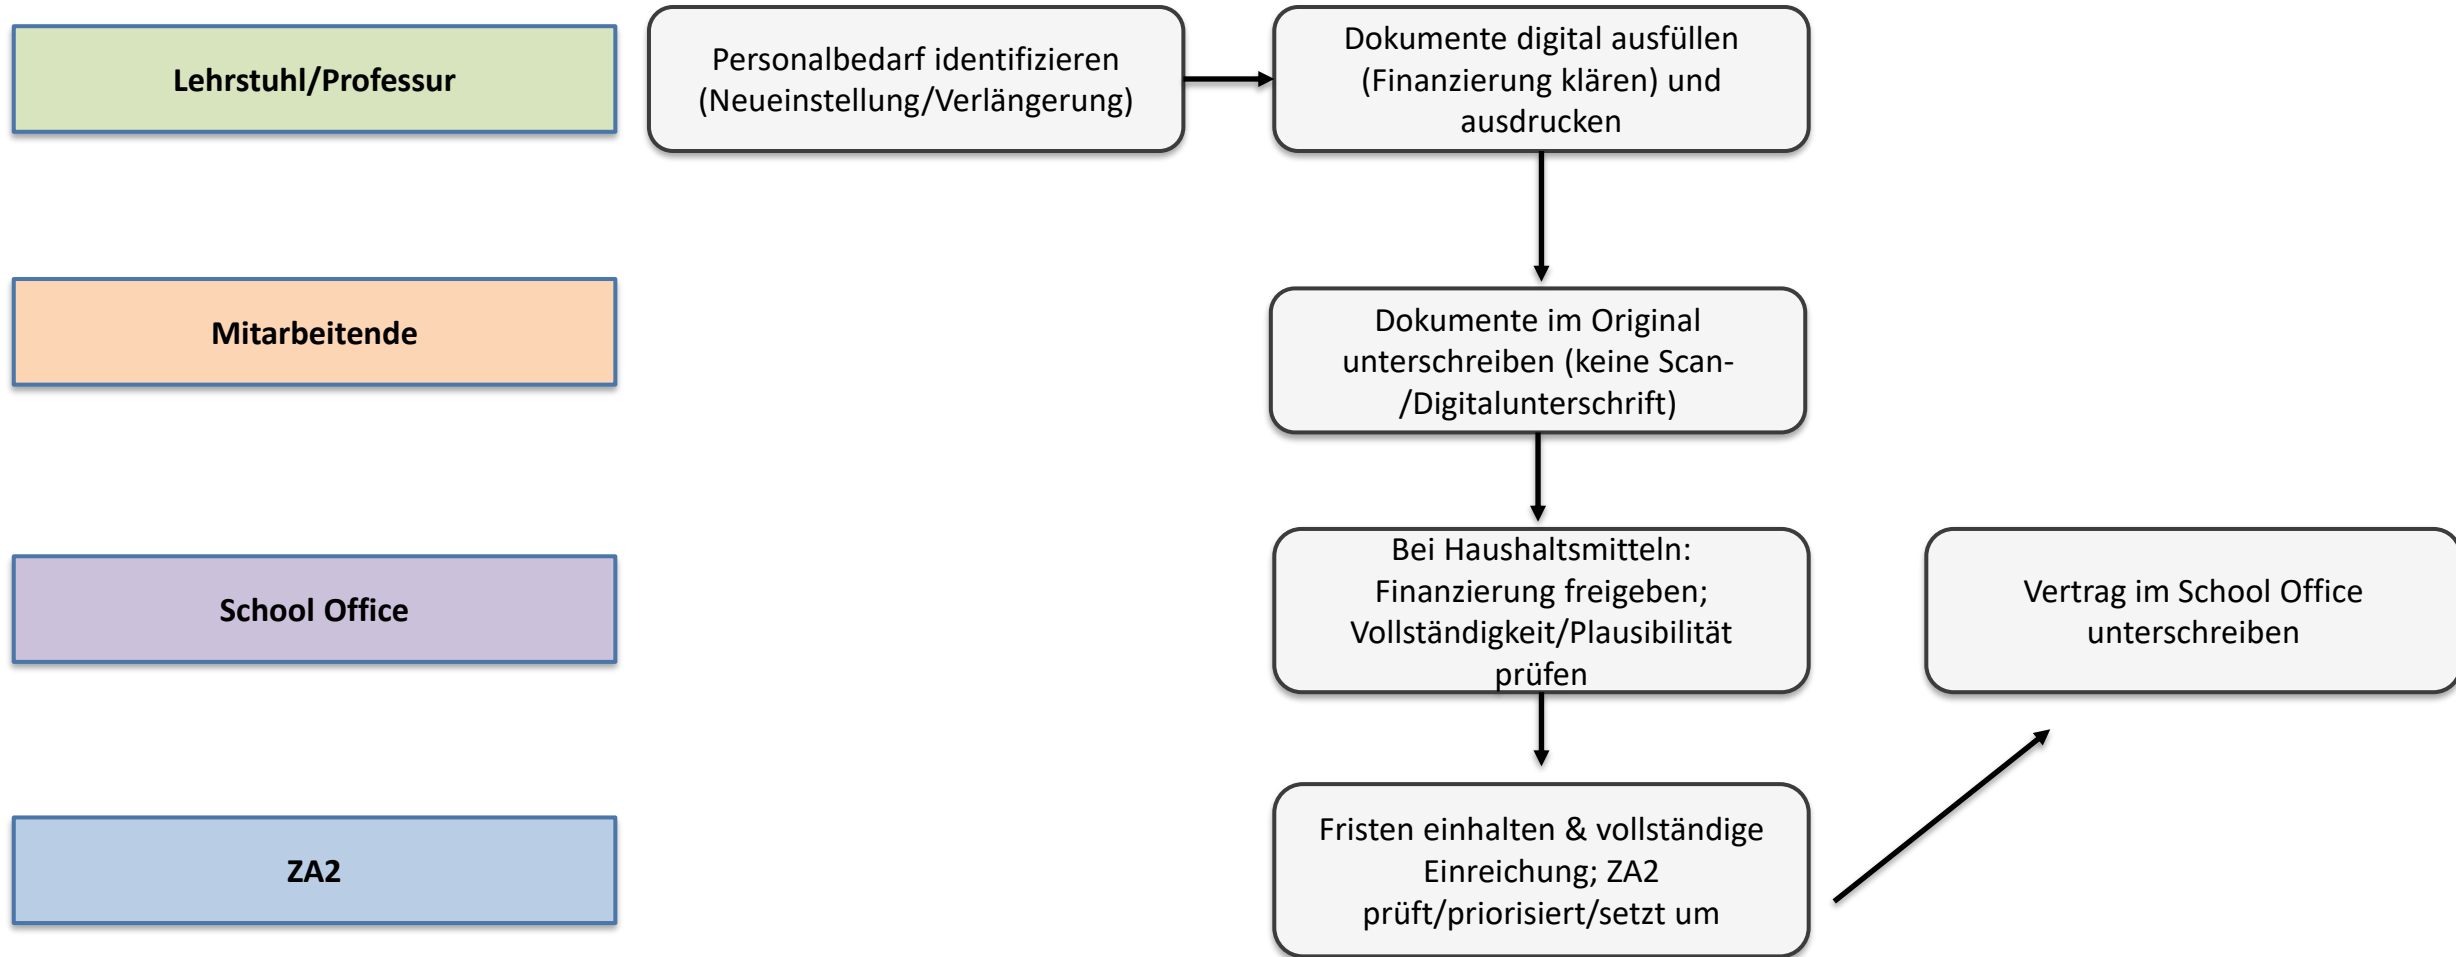 Lehrstuhl/Professur
Personalbedarf identifizieren
(Neueinstellung/Verlängerung)
Dokumente digital ausfüllen
(Finanzierung klären) und
ausdrucken
Mitarbeitende
Dokumente im Original
unterschreiben (keine Scan-
/Digitalunterschrift)
School Office
Bei Haushaltsmitteln:
Finanzierung freigeben;
Vollständigkeit/Plausibilität
prüfen
Vertrag im School Office
unterschreiben
ZA2
Fristen einhalten & vollständige
Einreichung; ZA2
prüft/priorisiert/setzt um